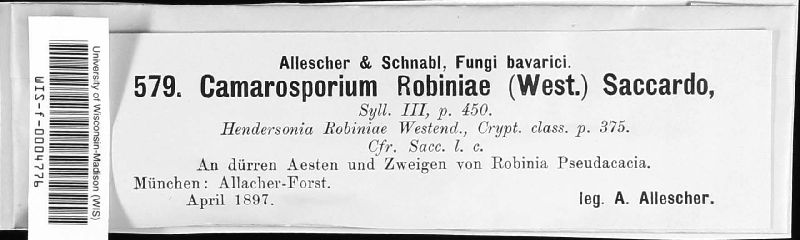 University of Wisconsin-Madison (WIS)
WIS-f-0004776
Allescher & Schnabl, Fungi bavarici.
579. Camarosporium Robiniae (West.) Saccardo,
Syll. III, p. 450.
Hendersonia Robiniae Westend., Crypt. class. p. 375.
Cfr. Sacc. l. c.
An dürren Aesten und Zweigen von Robinia Pseudacacia.
München: Allacher-Forst.
April 1897. leg. A. Allescher.